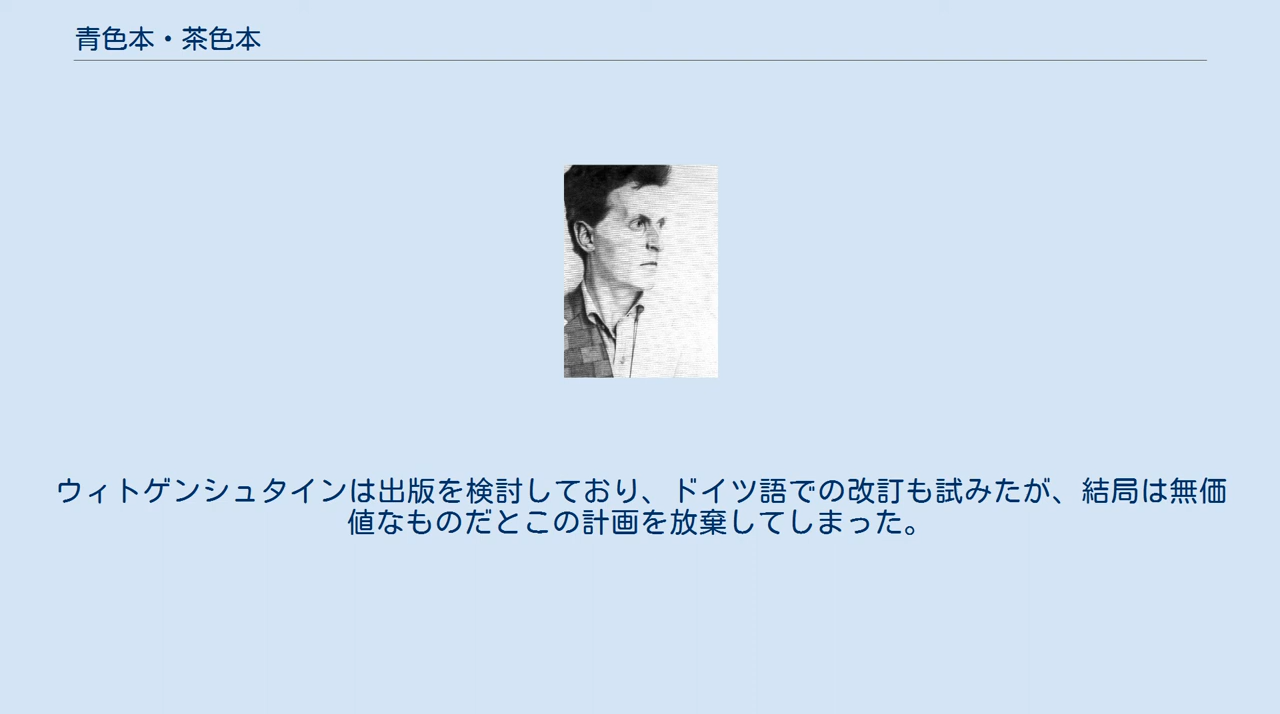 青色本・茶色本
ウィトゲンシュタインは出版を検討しており、ドイツ語での改訂も試みたが、結局は無価
値なものだとこの計画を放棄してしまった。